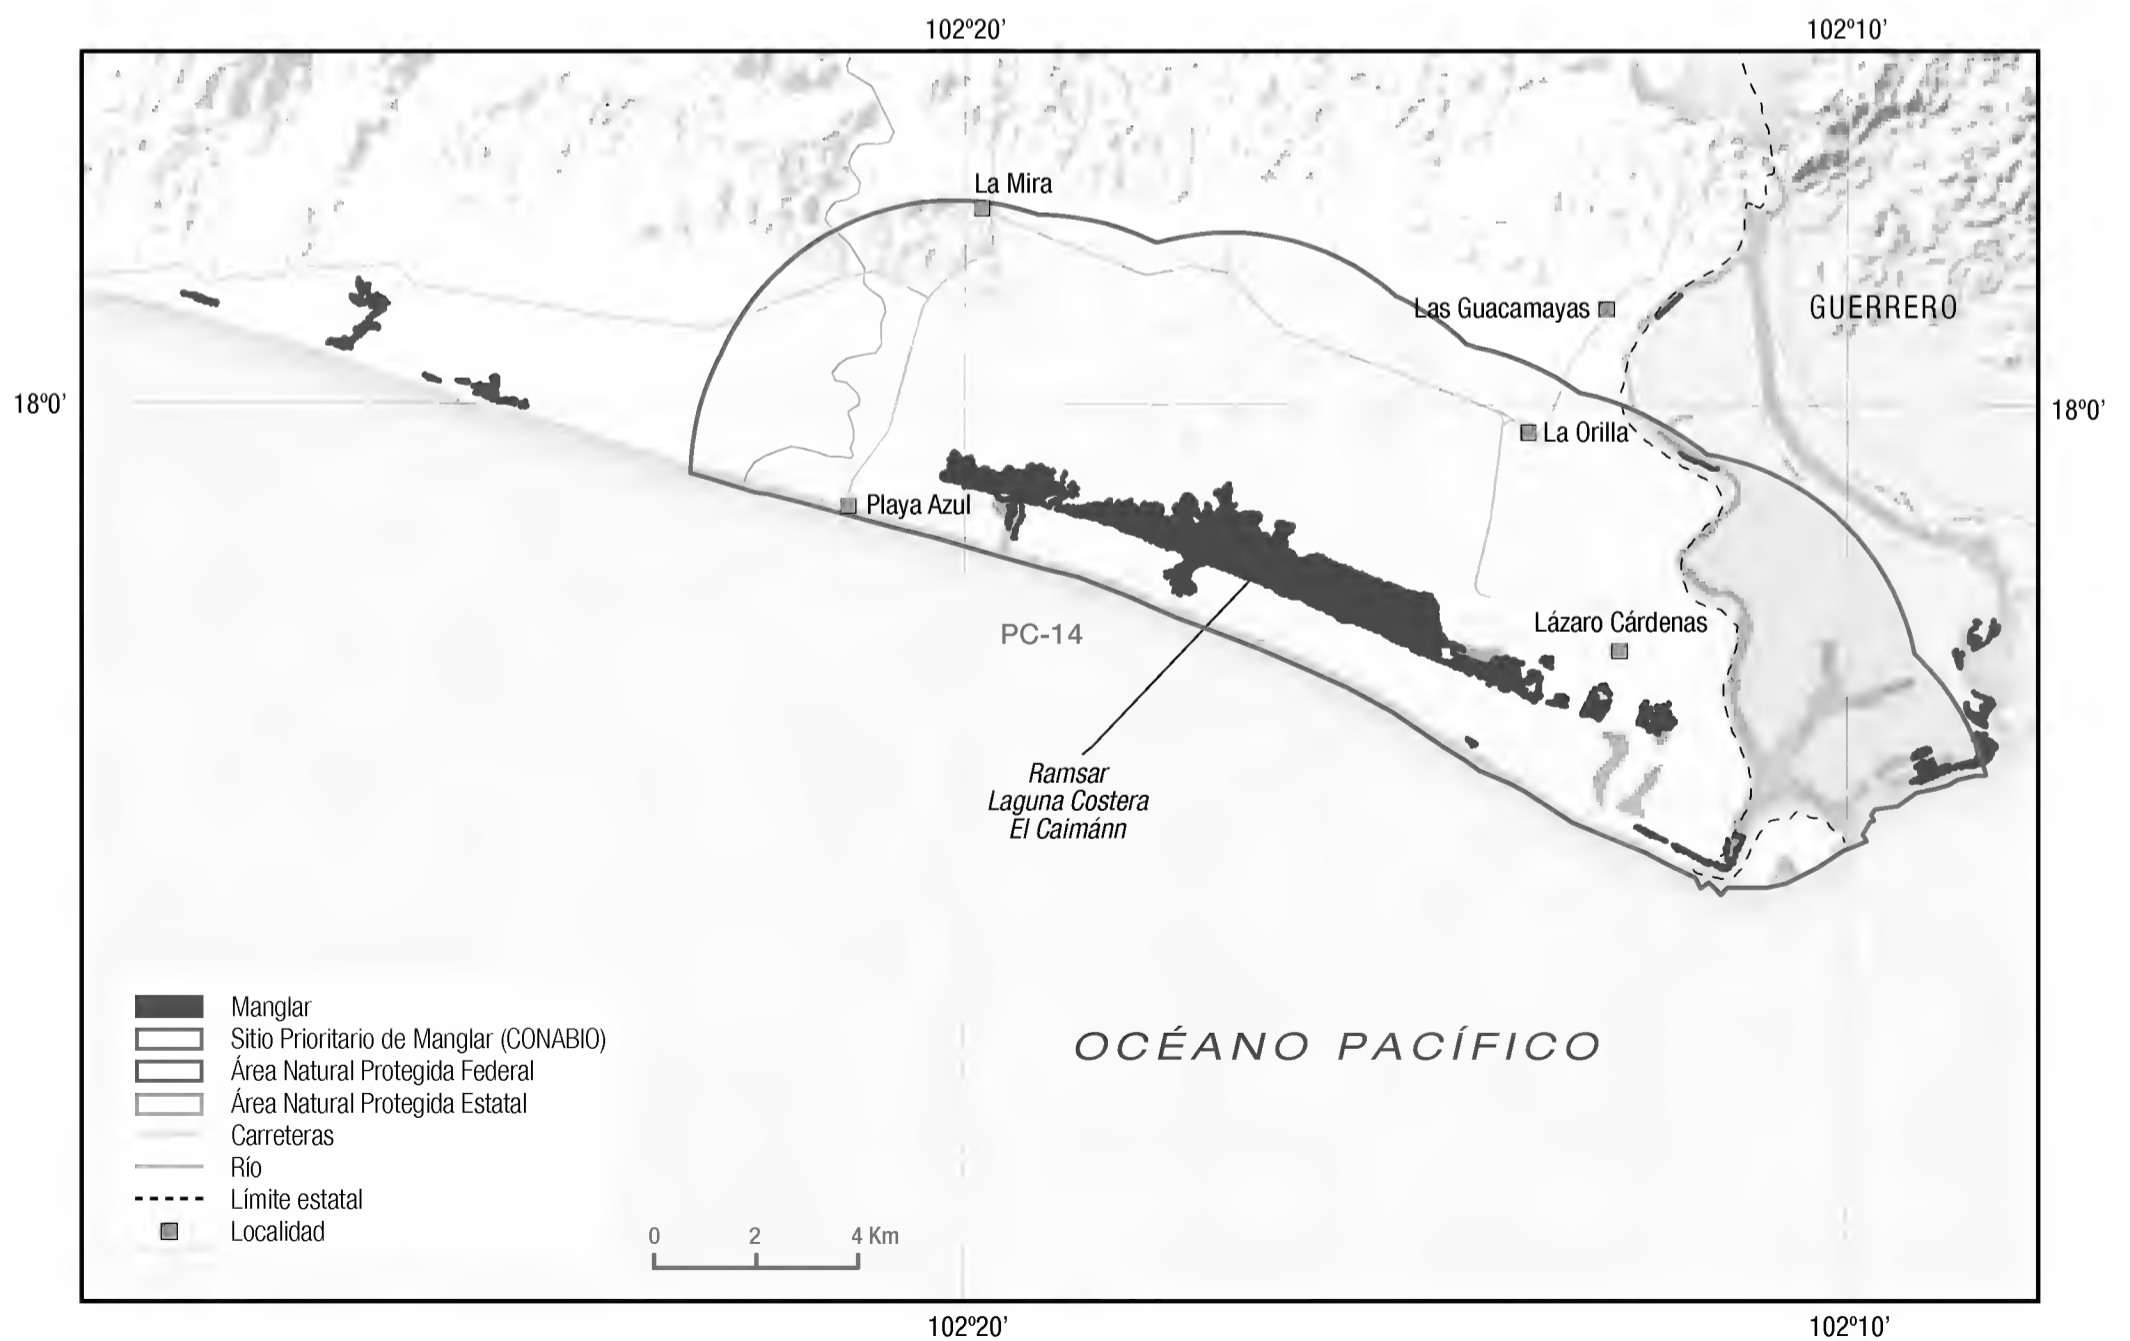 102º20’
102º10’
La Mira
Las Guacamayas
GUERRERO
18º0’
18º0’
La Orilla
Playa Azul
Lázaro Cárdenas
PC-14
Ramsar
Laguna Costera
El Caimánn
Manglar
Sitio Prioritario de Manglar (CONABIO)
Área Natural Protegida Federal
Área Natural Protegida Estatal
Carreteras
Río
Límite estatal
Localidad
OCÉANO PACÍFICO
0 2 4 Km
102º20’
102º10’